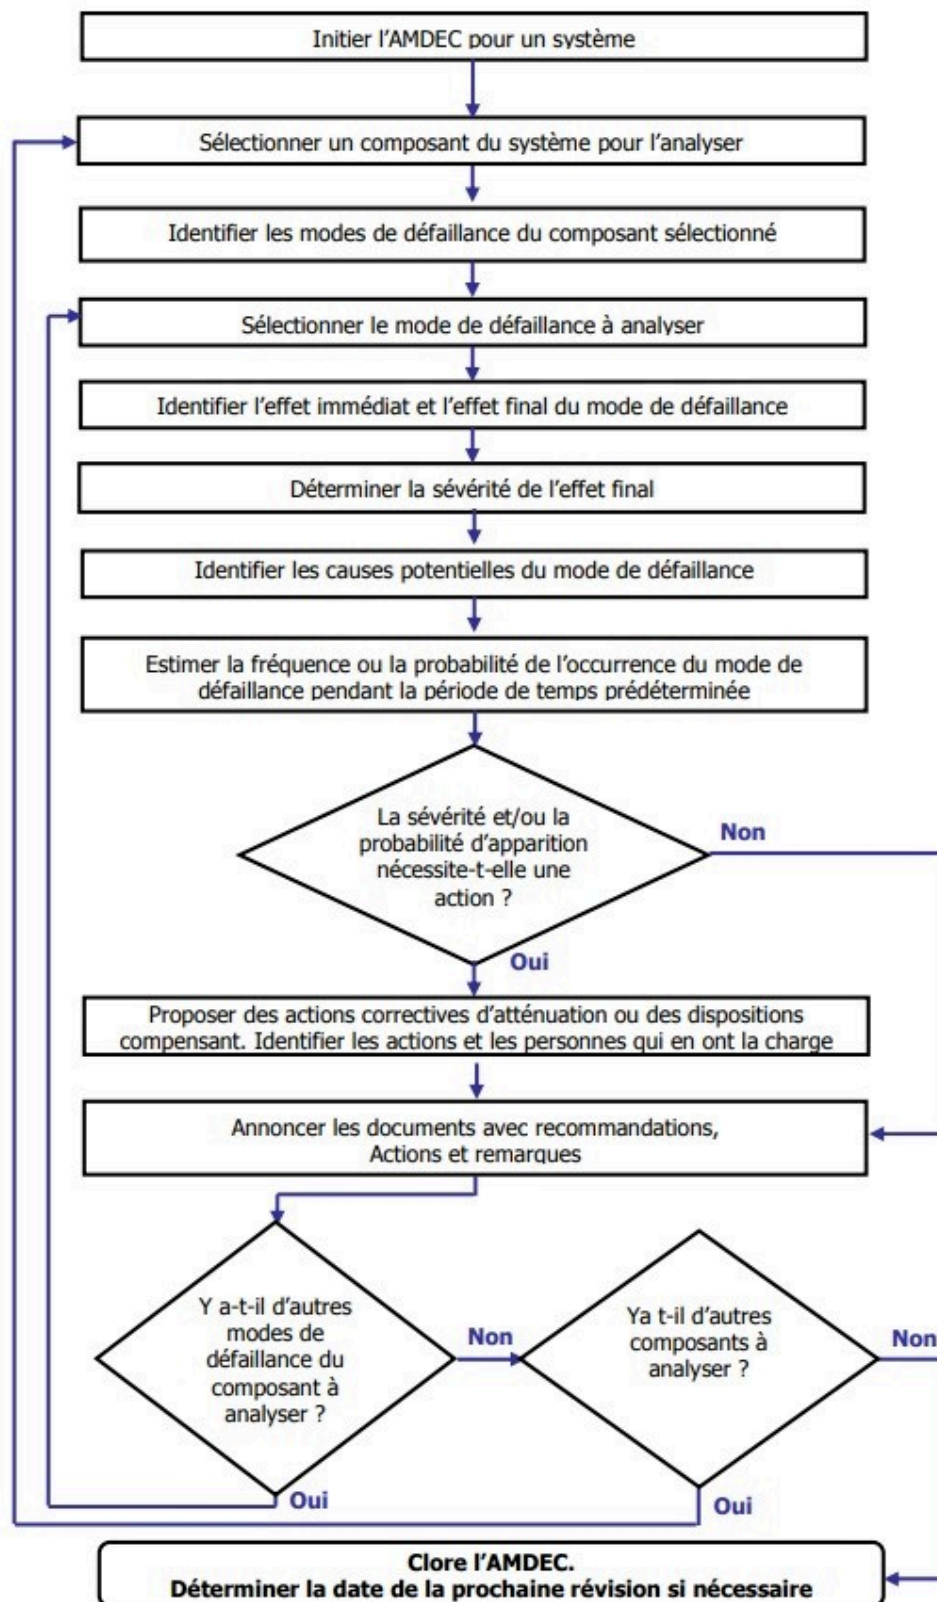 Initier l'AMDEC pour un système
Sélectionner un composant du système pour l'analyser
Identifier les modes de défaillance du composant sélectionné
Sélectionner le mode de défaillance à analyser
Identifier l'effet immédiat et l'effet final du mode de défaillance
Déterminer la sévérité de l'effet final
Identifier les causes potentielles du mode de défaillance
Estimer la fréquence ou la probabilité de l'occurrence du mode de
défaillance pendant la période de temps prédéterminée
La sévérité et/ou la
probabilité d'apparition
nécessite-t-elle une
action ?
Non
Oui
Proposer des actions correctives d'atténuation ou des dispositions
compensant. Identifier les actions et les personnes qui en ont la charge
Annoncer les documents avec recommandations,
Actions et remarques
Y a-t-il d'autres
modes de
défaillance du
composant à
analyser ?
Non
Oui
Ya t-il d'autres
composants à
analyser ?
Non
Oui
Clore l'AMDEC.
Déterminer la date de la prochaine révision si nécessaire